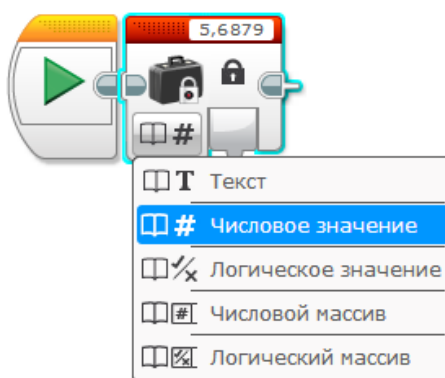 5,6879
#
T Текст
# Числовое значение
Логическое значение
# Числовой массив
Логический массив